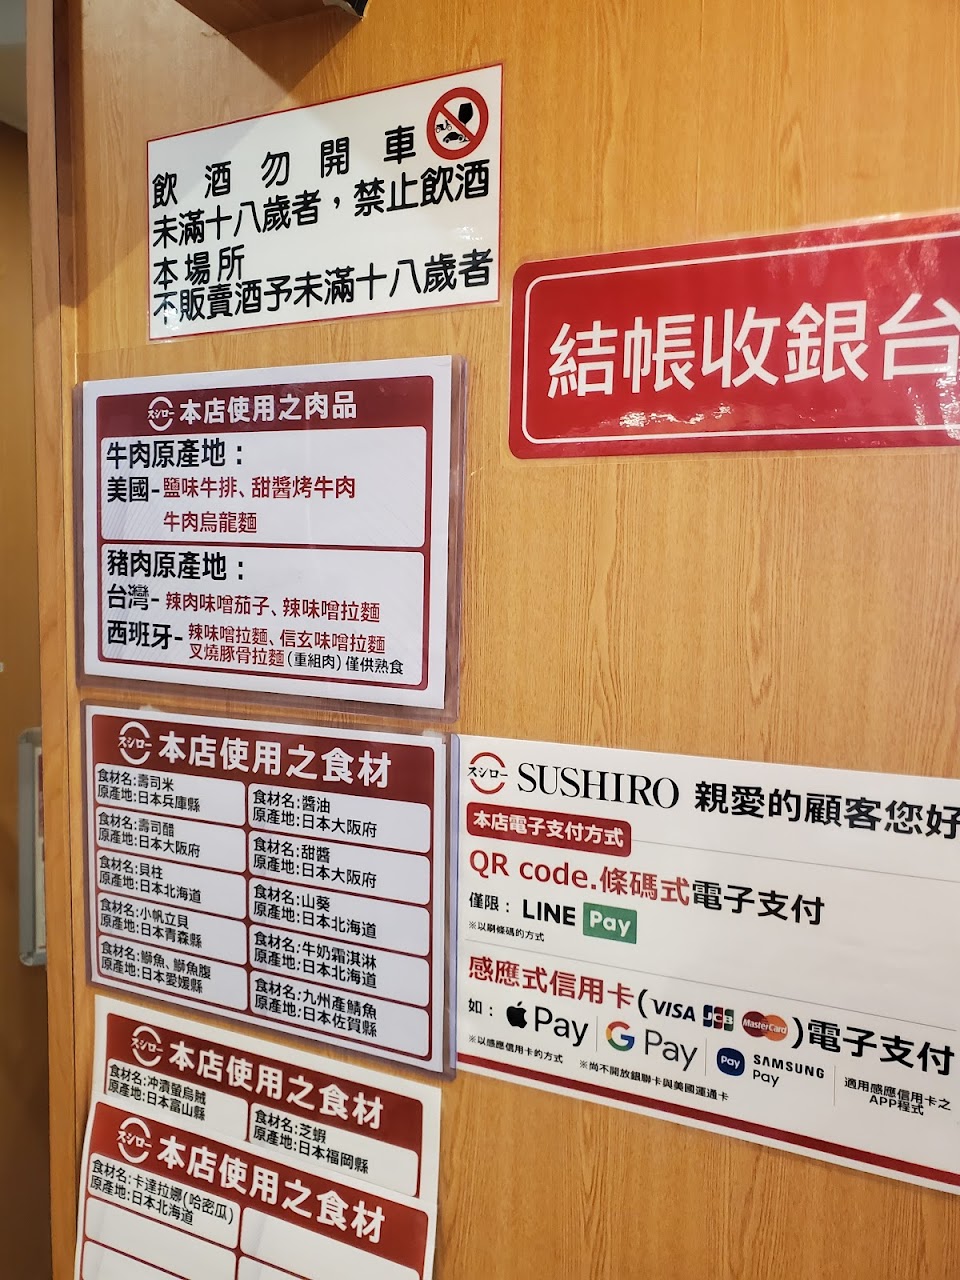 飲酒勿開車
未滿十八歲者，禁止飲酒
本場所
不販賣酒予未滿十八歲者
結帳收銀台
スシロー 本店使用之肉品
牛肉原產地：
美國-鹽味牛排、甜醬烤牛肉
牛肉烏龍麵
豬肉原產地：
台灣-辣肉味噌茄子、辣味噌拉麵
西班牙-辣味噌拉麵、信玄味噌拉麵
叉燒豚骨拉麵(重組肉)僅供熟食
スシロー 本店使用之食材
食材名:壽司米
原產地:日本兵庫縣
食材名:醬油
原產地:日本大阪府
食材名:壽司醋
原產地:日本大阪府
食材名:甜醬
原產地:日本大阪府
食材名:貝柱
原產地:日本北海道
食材名:山葵
原產地:日本北海道
食材名:小帆立貝
原產地:日本青森縣
食材名:牛奶霜淇淋
原產地:日本北海道
食材名:鰤魚、鰤魚腹
原產地:日本愛媛縣
食材名:九州產鯖魚
原產地:日本佐賀縣
スシロー 本店使用之食材
食材名:沖漬螢烏賊
原產地:日本富山縣
食材名:芝蝦
原產地:日本福岡縣
スシロー 本店使用之食材
食材名:卡達拉娜(哈密瓜)
原產地:日本北海道
スシロー SUSHIRO 親愛的顧客您好
本店電子支付方式
QR code.條碼式電子支付
僅限：LINE Pay
※以刷條碼的方式
感應式信用卡(VISA JCB MasterCard)電子支付
如：Pay G Pay Pay SAMSUNG Pay 適用感應信用卡之
APP程式
※以感應信用卡的方式 ※尚不開放銀聯卡與美國運通卡